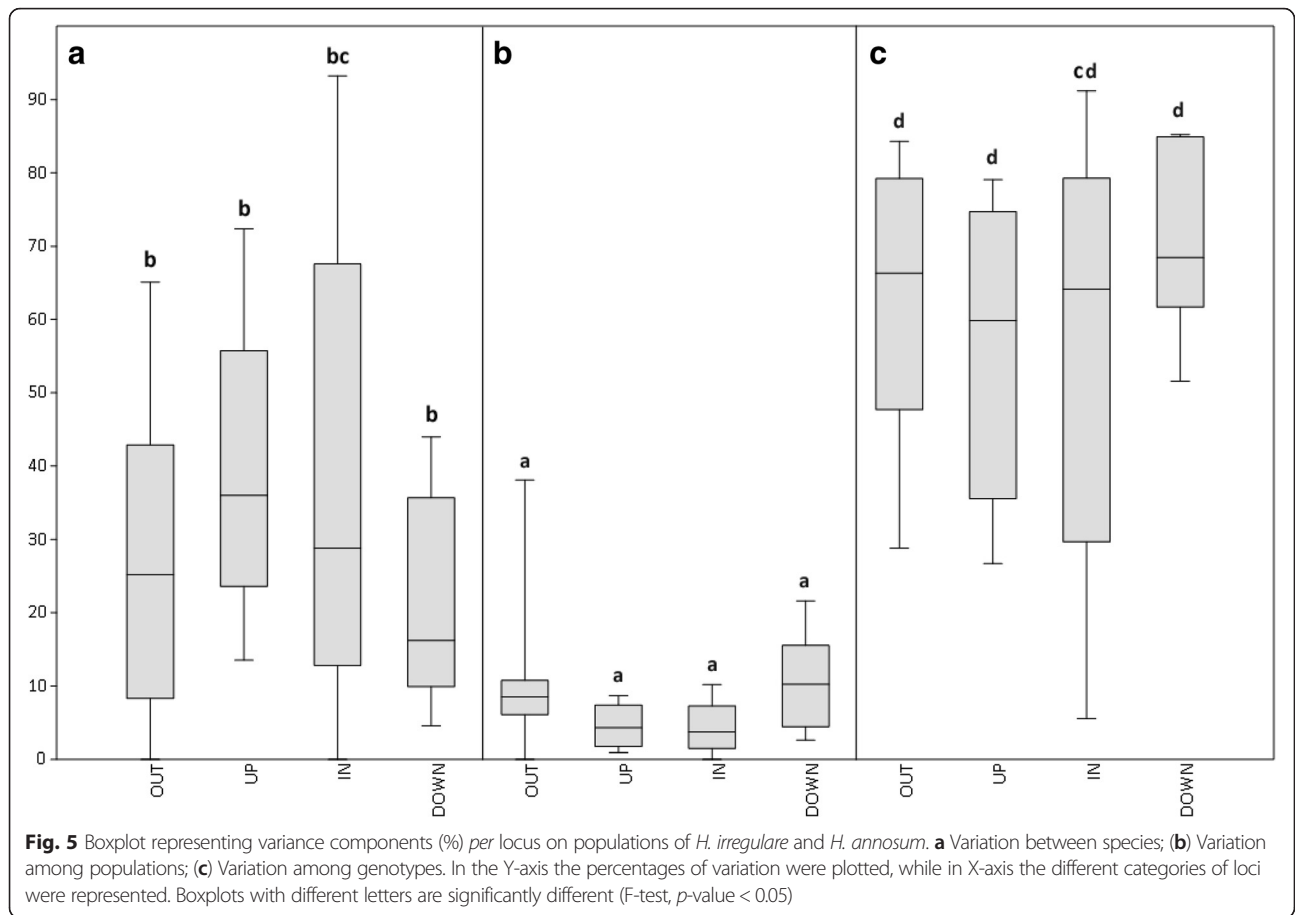 a
b
c
bc
cd
d
d
d
b
b
b
a
a
a
a
90
80
70
60
50
40
30
20
10
0
OUT
UP
IN
DOWN
OUT
UP
IN
DOWN
OUT
UP
IN
DOWN
Fig. 5 Boxplot representing variance components (%) per locus on populations of H. irregulare and H. annosum. a Variation between species; (b) Variation
among populations; (c) Variation among genotypes. In the Y-axis the percentages of variation were plotted, while in X-axis the different categories of loci
were represented. Boxplots with different letters are significantly different (F-test, p-value < 0.05)